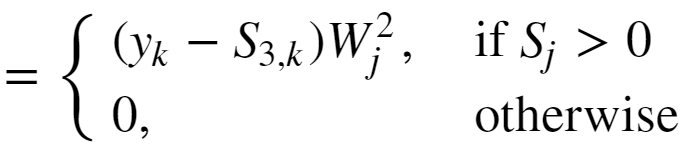 = { (y_k − S_{3,k})W_j^2, if S_j > 0
0, otherwise